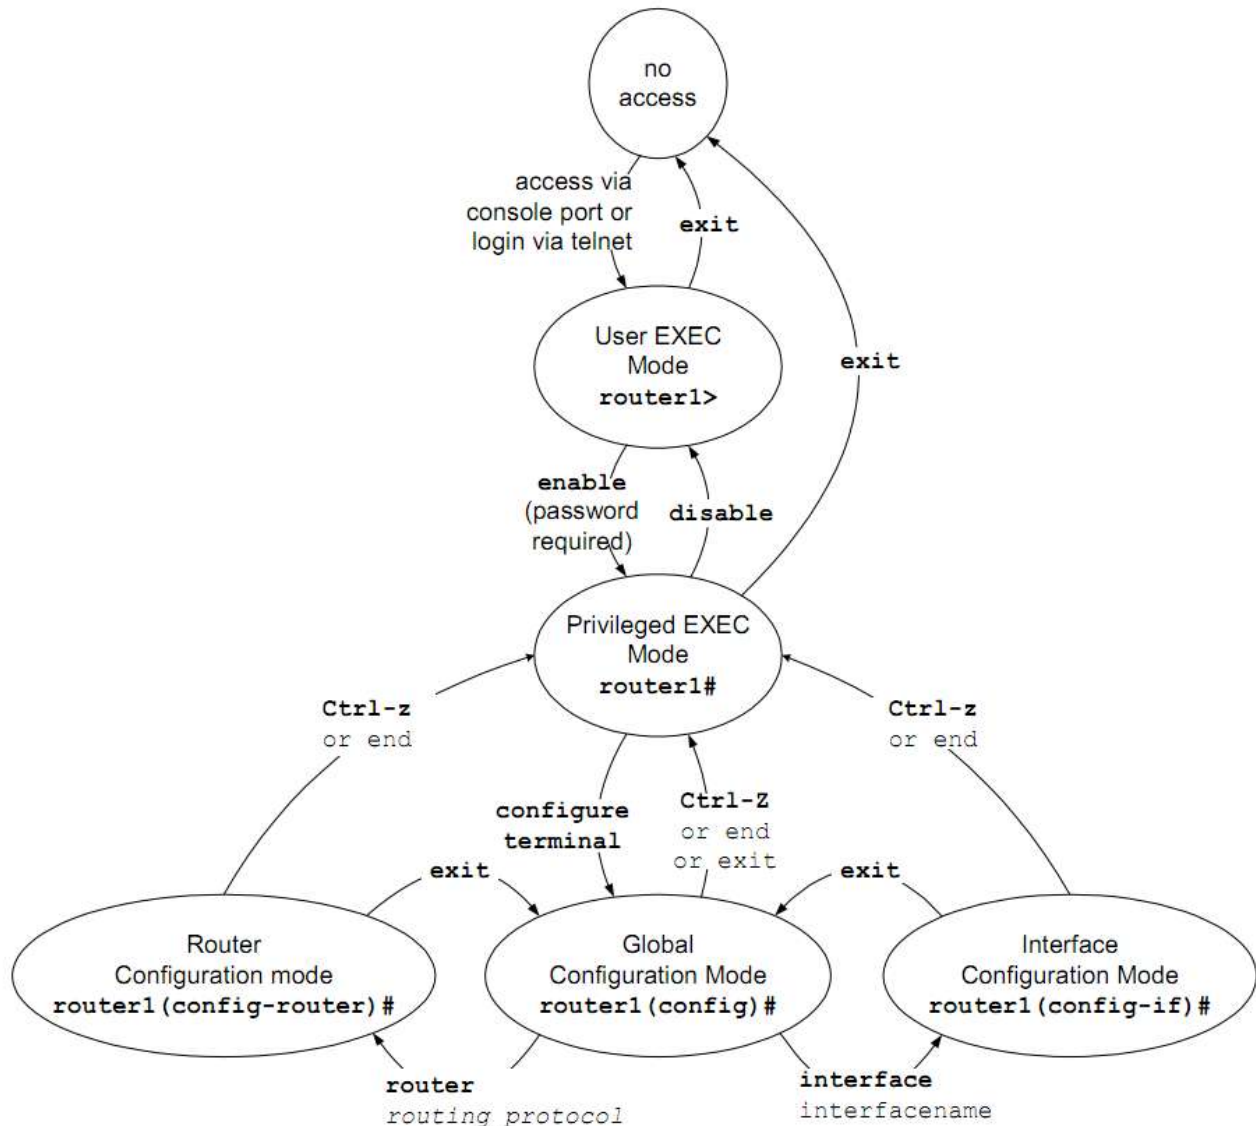 no
access
access via
console port or
login via telnet
exit
User EXEC
Mode
router1>
exit
enable
(password
required)
disable
Privileged EXEC
Mode
router1#
Ctrl-z
or end
Ctrl-z
or end
configure
terminal
Ctrl-Z
or end
or exit
exit
exit
Router
Configuration mode
router1(config-router)#
Global
Configuration Mode
router1(config)#
Interface
Configuration Mode
router1(config-if)#
router
routing protocol
interface
interfacename